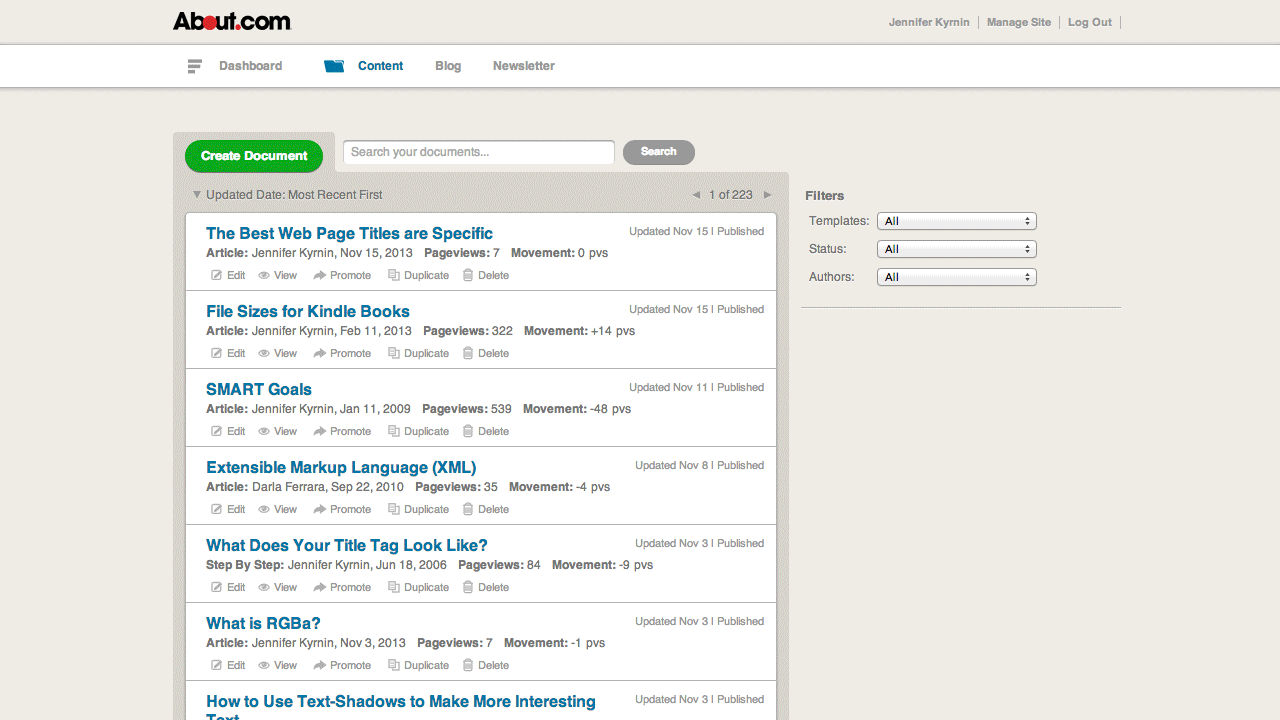 About.com
Jennifer Kyrnin Manage Site Log Out
Dashboard Content Blog Newsletter
Create Document Search your documents... Search
Updated Date: Most Recent First 1 of 223
Filters
Templates: All
Status: All
Authors: All
The Best Web Page Titles are Specific Updated Nov 15 | Published
Article: Jennifer Kyrnin, Nov 15, 2013 Pageviews: 7 Movement: 0 pvs
Edit View Promote Duplicate Delete
File Sizes for Kindle Books Updated Nov 15 | Published
Article: Jennifer Kyrnin, Feb 11, 2013 Pageviews: 322 Movement: +14 pvs
Edit View Promote Duplicate Delete
SMART Goals Updated Nov 11 | Published
Article: Jennifer Kyrnin, Jan 11, 2009 Pageviews: 539 Movement: -48 pvs
Edit View Promote Duplicate Delete
Extensible Markup Language (XML) Updated Nov 8 | Published
Article: Darla Ferrara, Sep 22, 2010 Pageviews: 35 Movement: -4 pvs
Edit View Promote Duplicate Delete
What Does Your Title Tag Look Like? Updated Nov 3 | Published
Step By Step: Jennifer Kyrnin, Jun 18, 2006 Pageviews: 84 Movement: -9 pvs
Edit View Promote Duplicate Delete
What is RGBa? Updated Nov 3 | Published
Article: Jennifer Kyrnin, Nov 3, 2013 Pageviews: 7 Movement: -1 pvs
Edit View Promote Duplicate Delete
How to Use Text-Shadows to Make More Interesting Updated Nov 3 | Published
Text